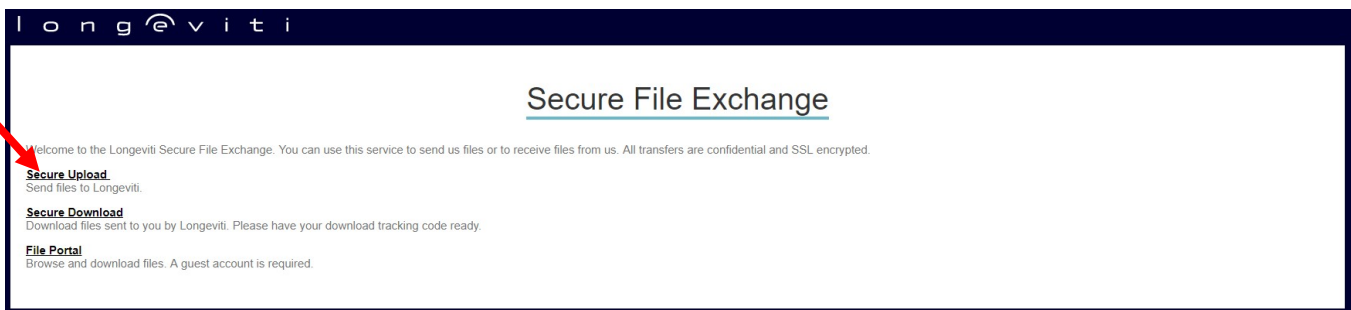 longeviti
Secure File Exchange
Welcome to the Longeviti Secure File Exchange. You can use this service to send us files or to receive files from us. All transfers are confidential and SSL encrypted.
Secure Upload
Send files to Longeviti.
Secure Download
Download files sent to you by Longeviti. Please have your download tracking code ready.
File Portal
Browse and download files. A guest account is required.